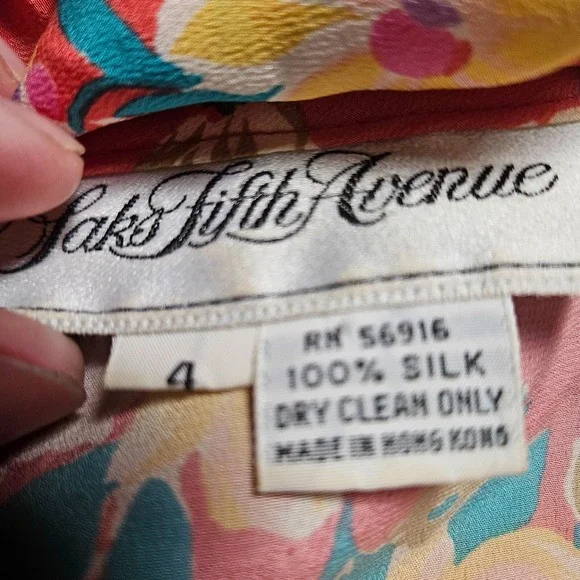 Saks Fifth Avenue
4
RN 56916
100% SILK
DRY CLEAN ONLY
MADE IN HONG KONG